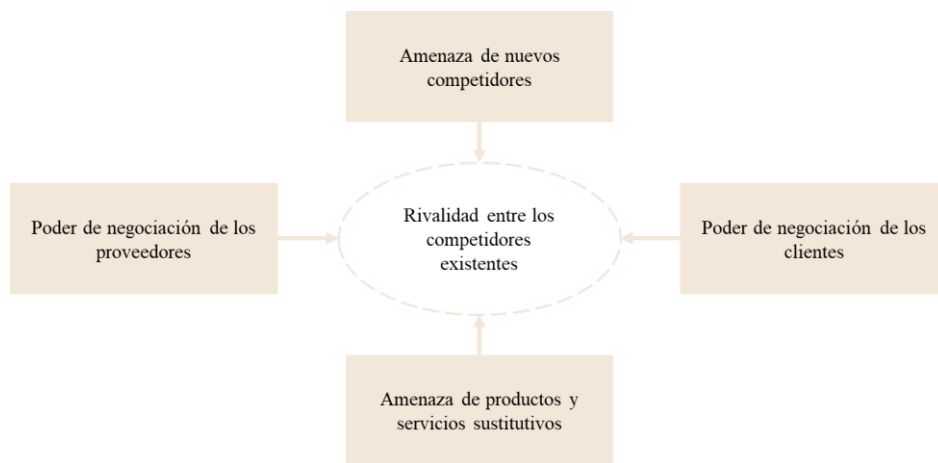 Amenaza de nuevos
competidores
Poder de negociación de los
proveedores
Rivalidad entre los
competidores
existentes
Poder de negociación de los
clientes
Amenaza de productos y
servicios sustitutivos